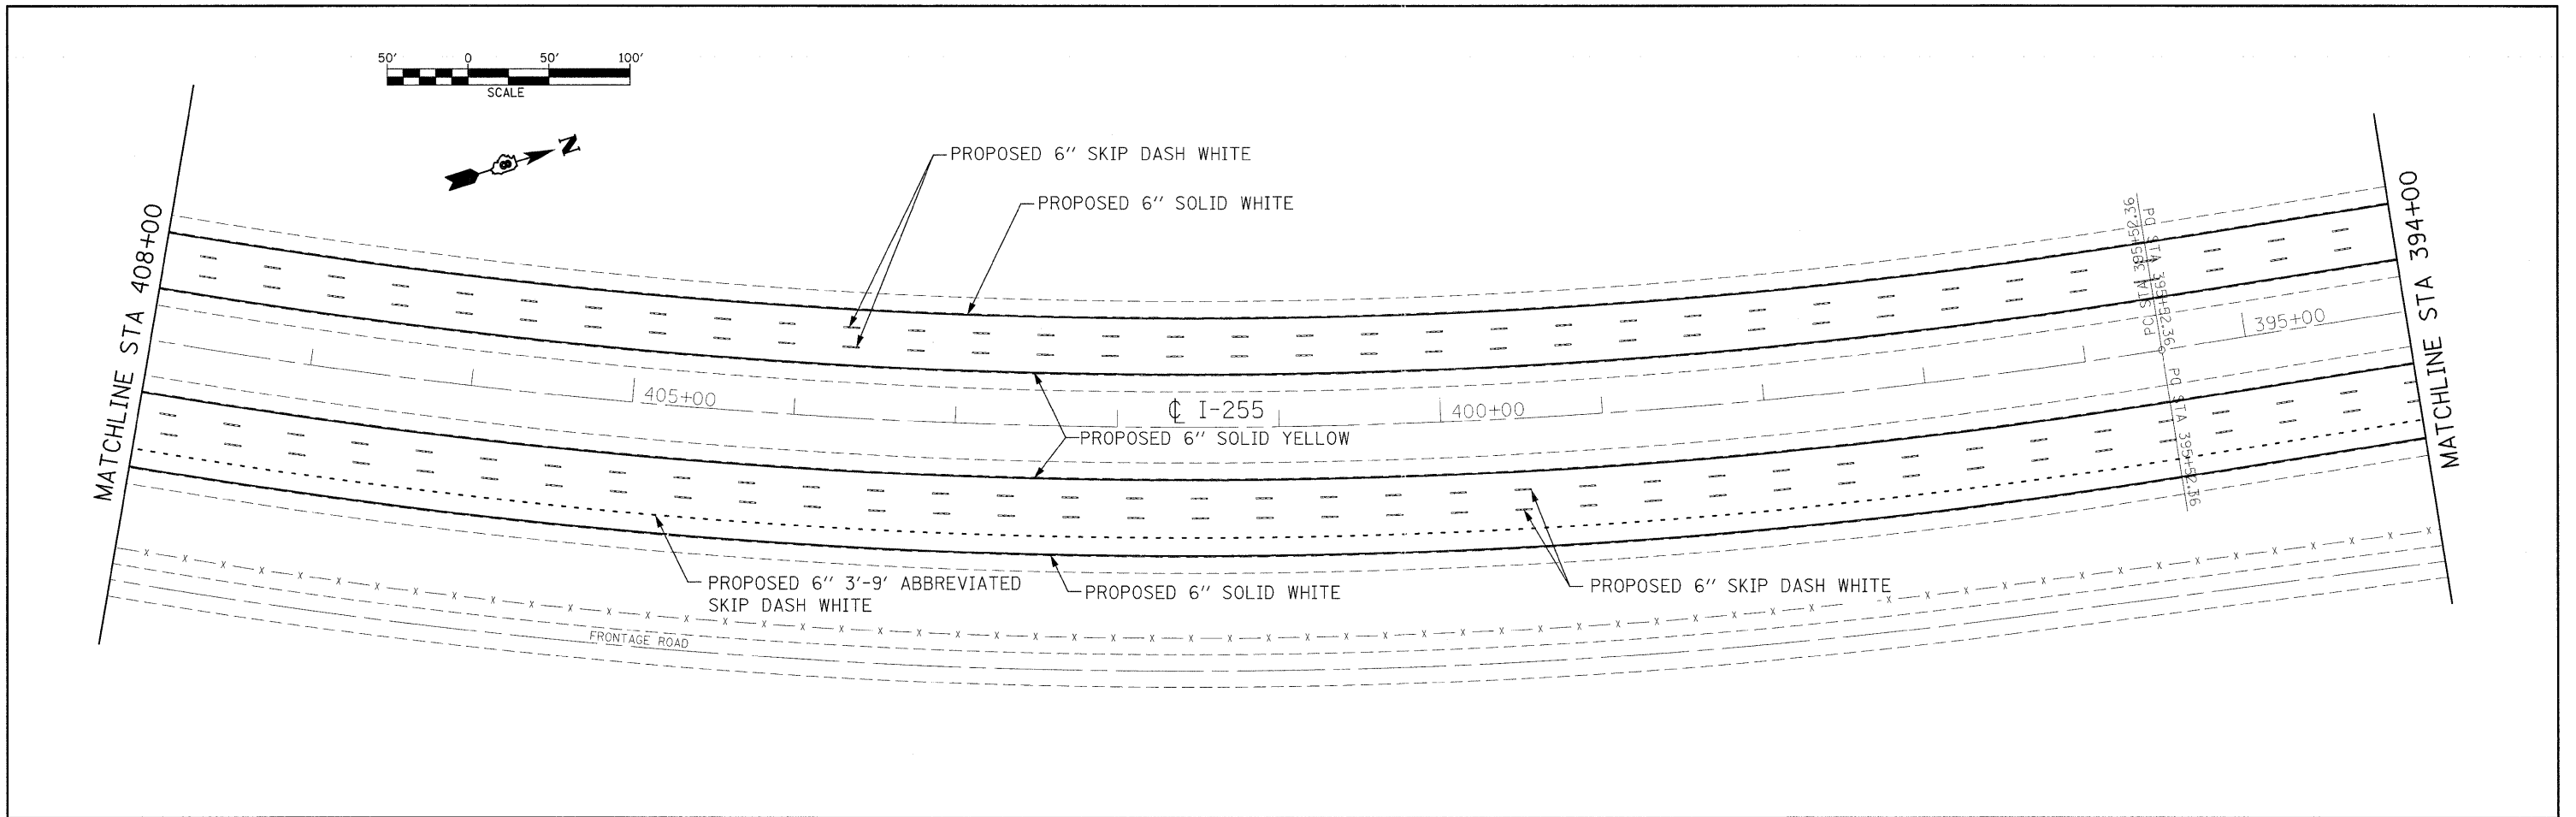 50' 0 50' 100'
SCALE
N
PROPOSED 6" SKIP DASH WHITE
PROPOSED 6" SOLID WHITE
MATCHLINE STA 408+00
MATCHLINE STA 394+00
PC STA 395+52.36
PC STA 395+52.36
PC STA 395+52.36
395+00
405+00
℄ I-255
400+00
PROPOSED 6" SOLID YELLOW
PROPOSED 6" 3'-9' ABBREVIATED
SKIP DASH WHITE
PROPOSED 6" SOLID WHITE
PROPOSED 6" SKIP DASH WHITE
FRONTAGE ROAD